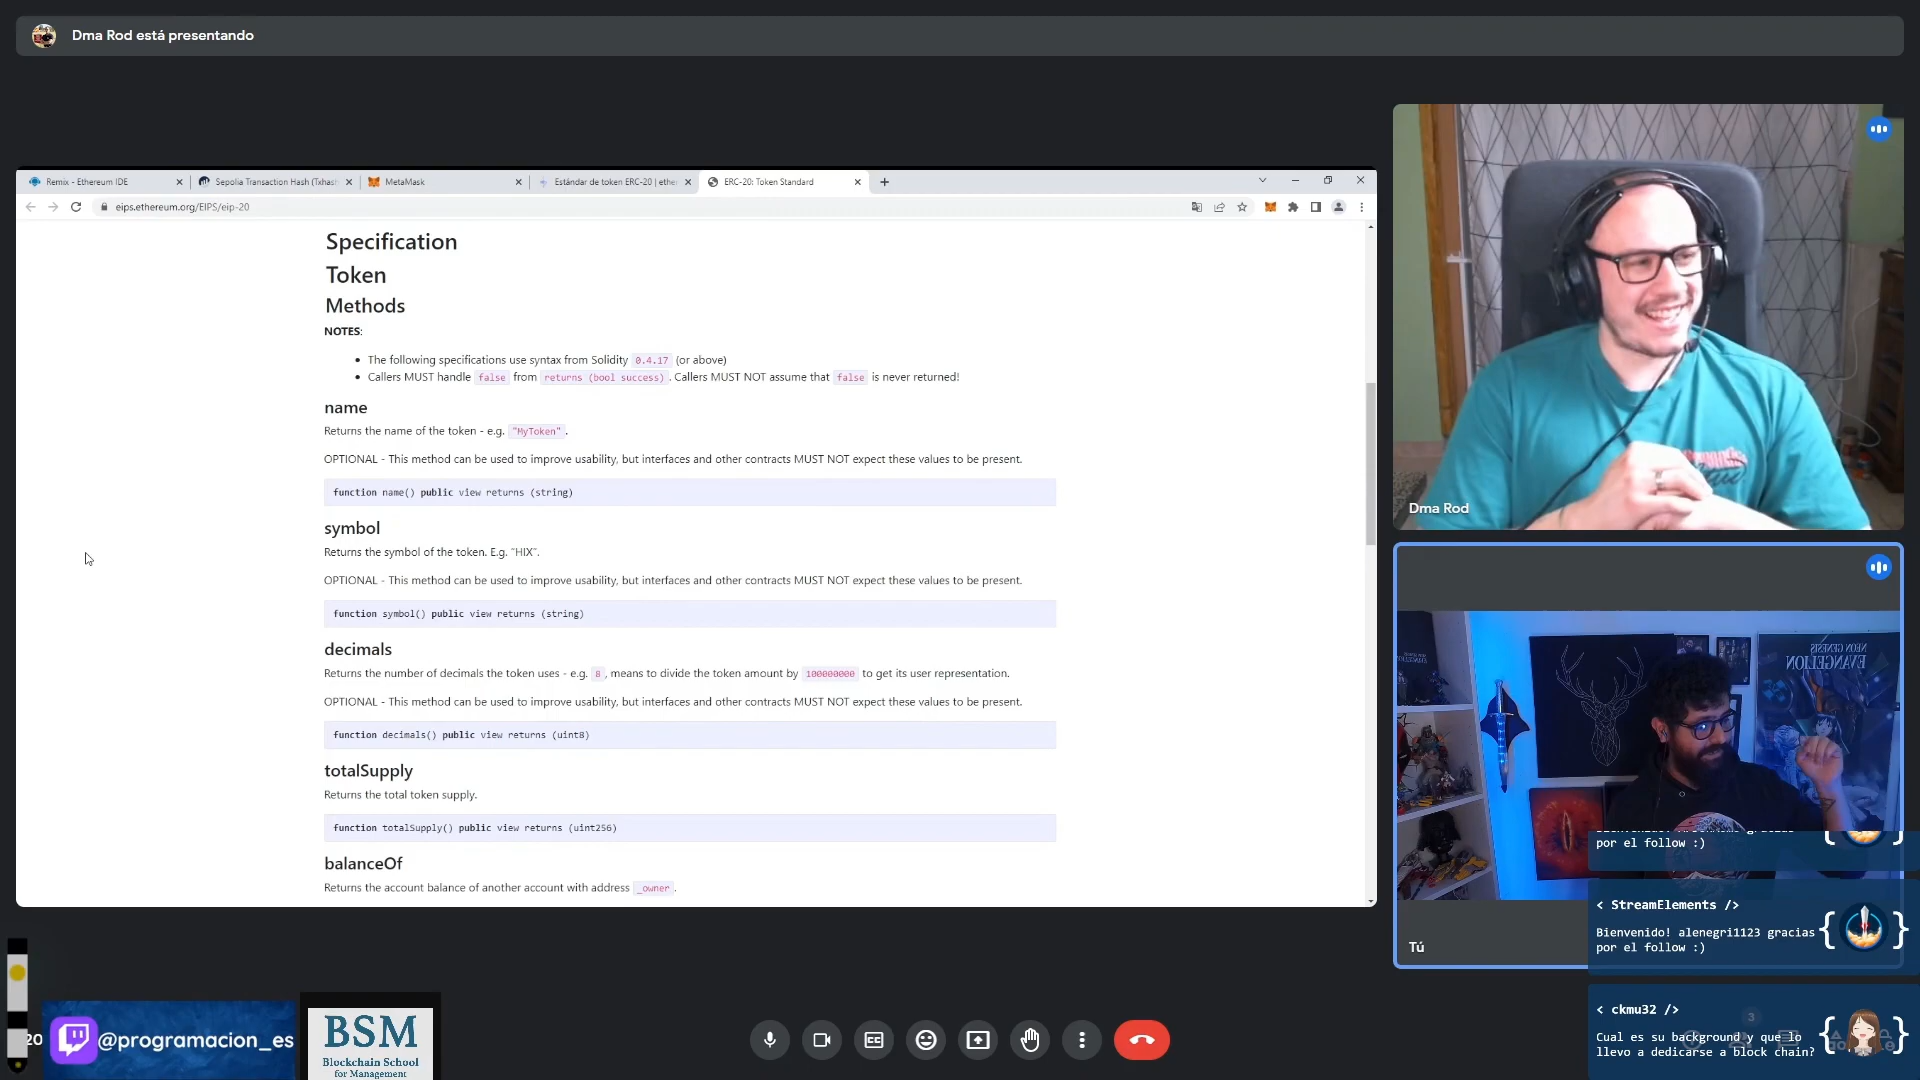 Dma Rod está presentando
Remix - Ethereum IDE
Sepolia Transaction Hash (Txhas
MetaMask
Estándar de token ERC-20 | ethe
ERC-20: Token Standard
eips.ethereum.org/EIPS/eip-20
Specification
Token
Methods
NOTES:
The following specifications use syntax from Solidity 0.4.17 (or above)
Callers MUST handle false from returns (bool success). Callers MUST NOT assume that false is never returned!
name
Returns the name of the token - e.g. "MyToken".
OPTIONAL - This method can be used to improve usability, but interfaces and other contracts MUST NOT expect these values to be present.
function name() public view returns (string)
symbol
Returns the symbol of the token. E.g. "HIX".
OPTIONAL - This method can be used to improve usability, but interfaces and other contracts MUST NOT expect these values to be present.
function symbol() public view returns (string)
decimals
Returns the number of decimals the token uses - e.g. 8, means to divide the token amount by 100000000 to get its user representation.
OPTIONAL - This method can be used to improve usability, but interfaces and other contracts MUST NOT expect these values to be present.
function decimals() public view returns (uint8)
totalSupply
Returns the total token supply.
function totalSupply() public view returns (uint256)
balanceOf
Returns the account balance of another account with address _owner.
Dma Rod
NEON GENESIS
EVANGELION
Tú
por el follow :)
< StreamElements />
Bienvenido! alenegri1123 gracias
por el follow :)
< ckmu32 />
Cual es su background y que lo
llevo a dedicarse a block chain?
3
20
@programacion_es
BSM
Blockchain School
for Management